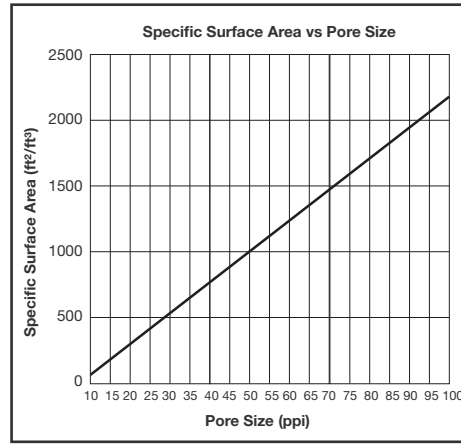 Specific Surface Area vs Pore Size
Specific Surface Area (ft²/ft³)
2500
2000
1500
1000
500
0
10 15 20 25 30 35 40 45 50 55 60 65 70 75 80 85 90 95 100
Pore Size (ppi)